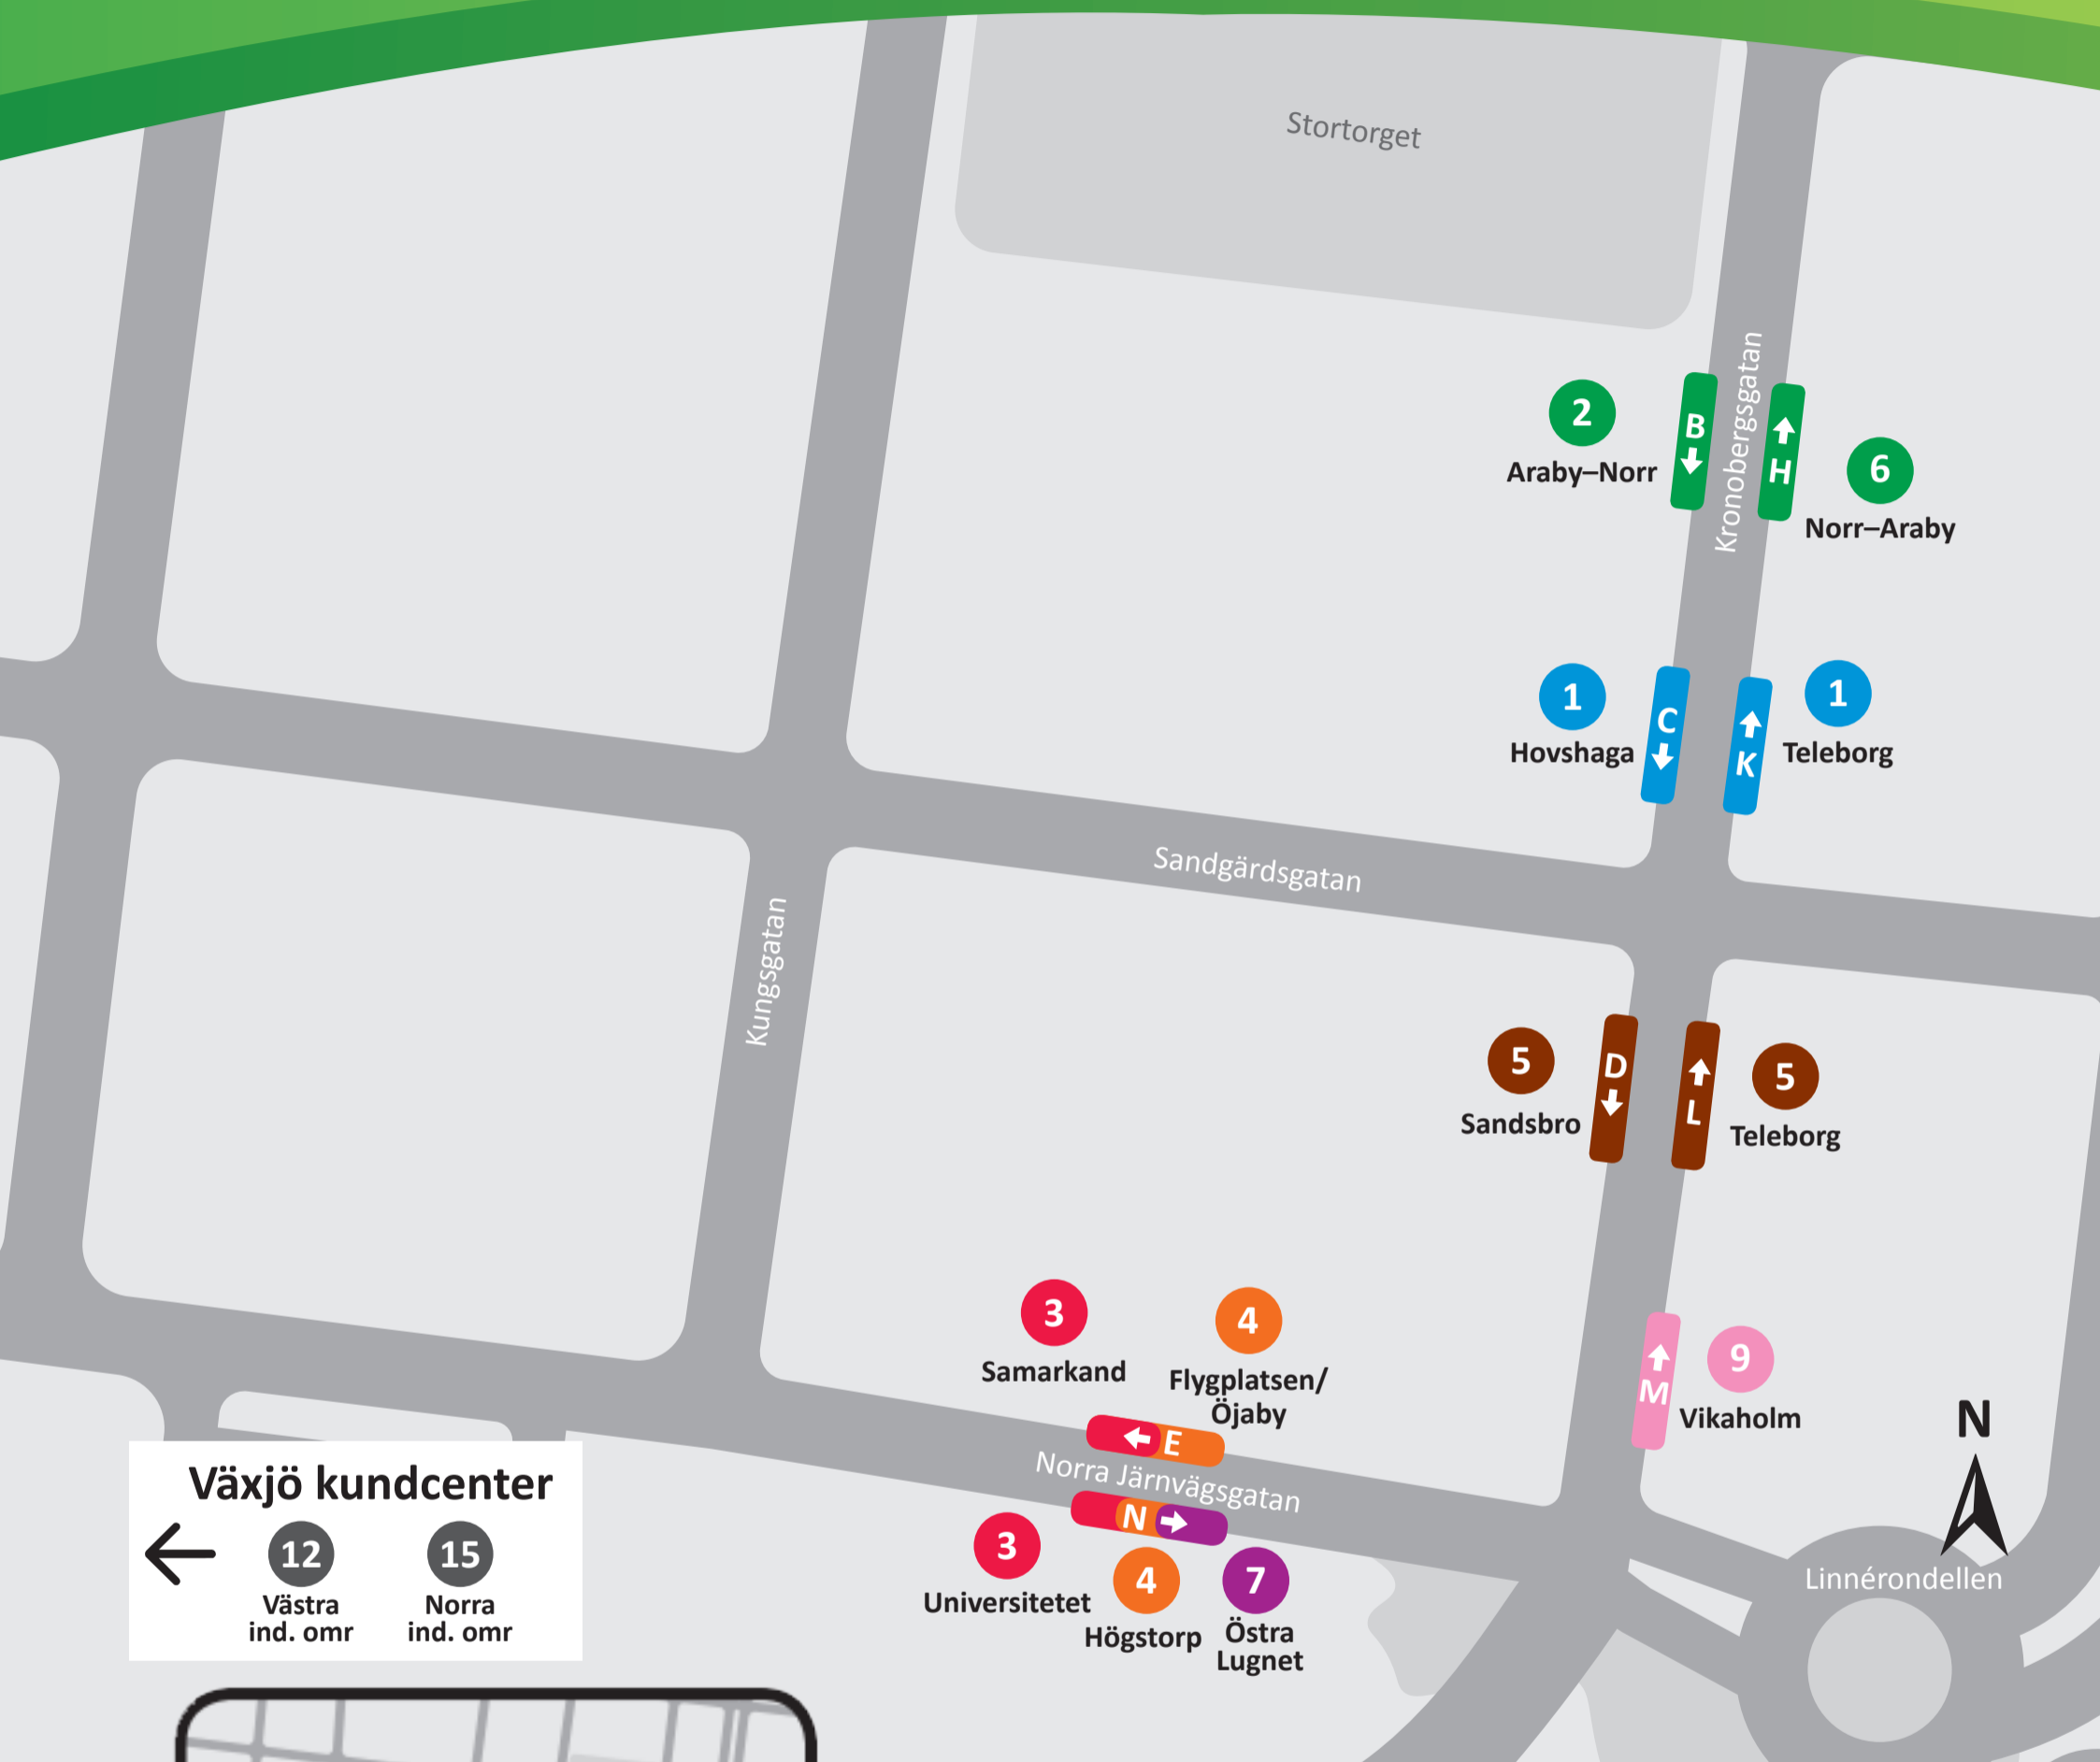 Stortorget
Kronobergsgatan
2
Araby–Norr
B
H
6
Norr–Araby
1
Hovshaga
C
K
1
Teleborg
Sandgärdsgatan
Kungsgatan
5
Sandsbro
D
L
5
Teleborg
3
Samarkand
4
Flygplatsen/
Öjaby
E
Norra Järnvägsgatan
N
3
Universitetet
4
Högstorp
7
Östra
Lugnet
M
9
Vikaholm
N
Linnérondellen
Växjö kundcenter
12
Västra
ind. omr
15
Norra
ind. omr